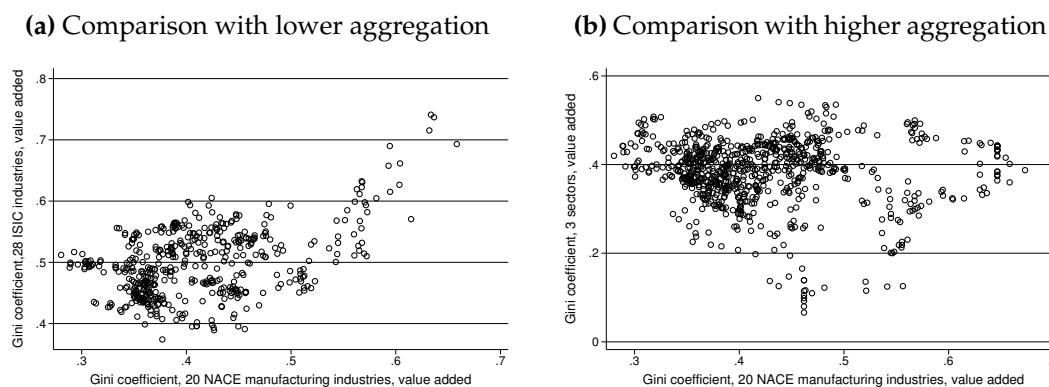 (a) Comparison with lower aggregation
Gini coefficient,28 ISIC industries, value added
.8
.7
.6
.5
.4
.3 .4 .5 .6 .7
Gini coefficient, 20 NACE manufacturing industries, value added
(b) Comparison with higher aggregation
Gini coefficient, 3 sectors, value added
.6
.4
.2
0
.3 .4 .5 .6
Gini coefficient, 20 NACE manufacturing industries, value added